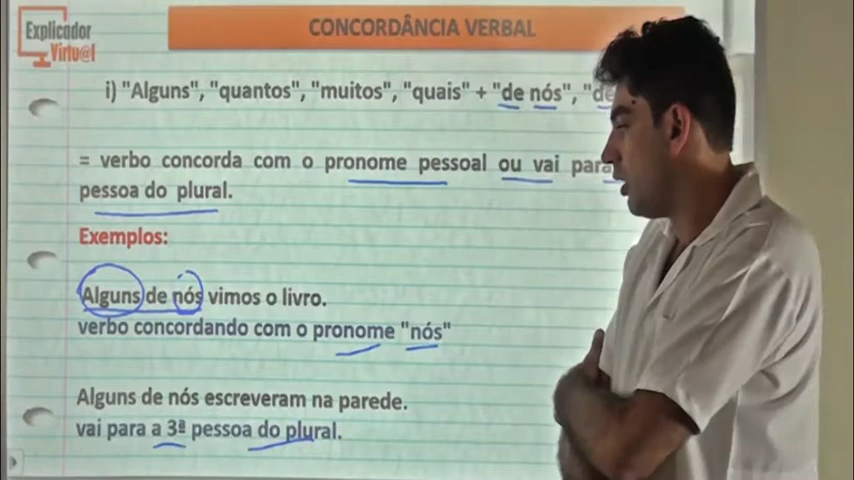 Explicador
Virtu@l
CONCORDÂNCIA VERBAL
i) "Alguns", "quantos", "muitos", "quais" + "de nós", "de
= verbo concorda com o pronome pessoal ou vai para
pessoa do plural.
Exemplos:
Alguns de nós vimos o livro.
verbo concordando com o pronome "nós"
Alguns de nós escreveram na parede.
vai para a 3ª pessoa do plural.